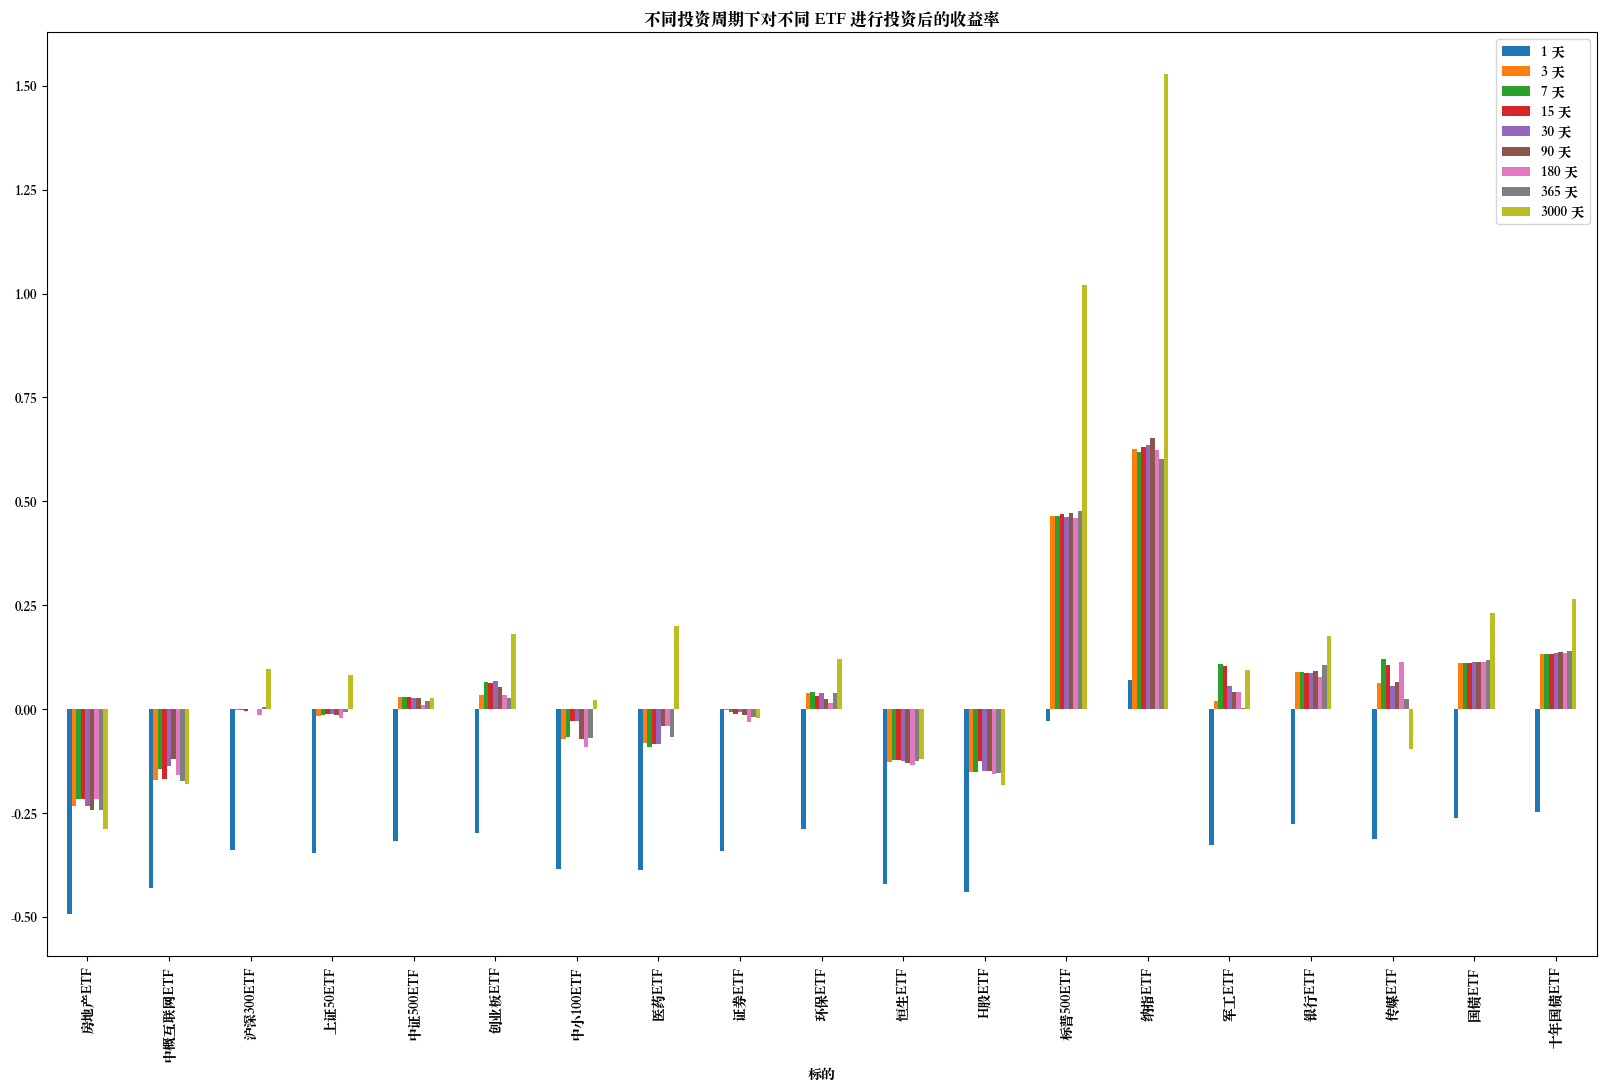 不同投资周期下对不同 ETF 进行投资后的收益率
1 天
3 天
7 天
15 天
30 天
90 天
180 天
365 天
3000 天
1.50
1.25
1.00
0.75
0.50
0.25
0.00
-0.25
-0.50
房地产ETF
中概互联网ETF
沪深300ETF
上证50ETF
中证500ETF
创业板ETF
中小100ETF
医药ETF
证券ETF
环保ETF
恒生ETF
H股ETF
标普500ETF
纳指ETF
军工ETF
银行ETF
传媒ETF
国债ETF
十年国债ETF
标的